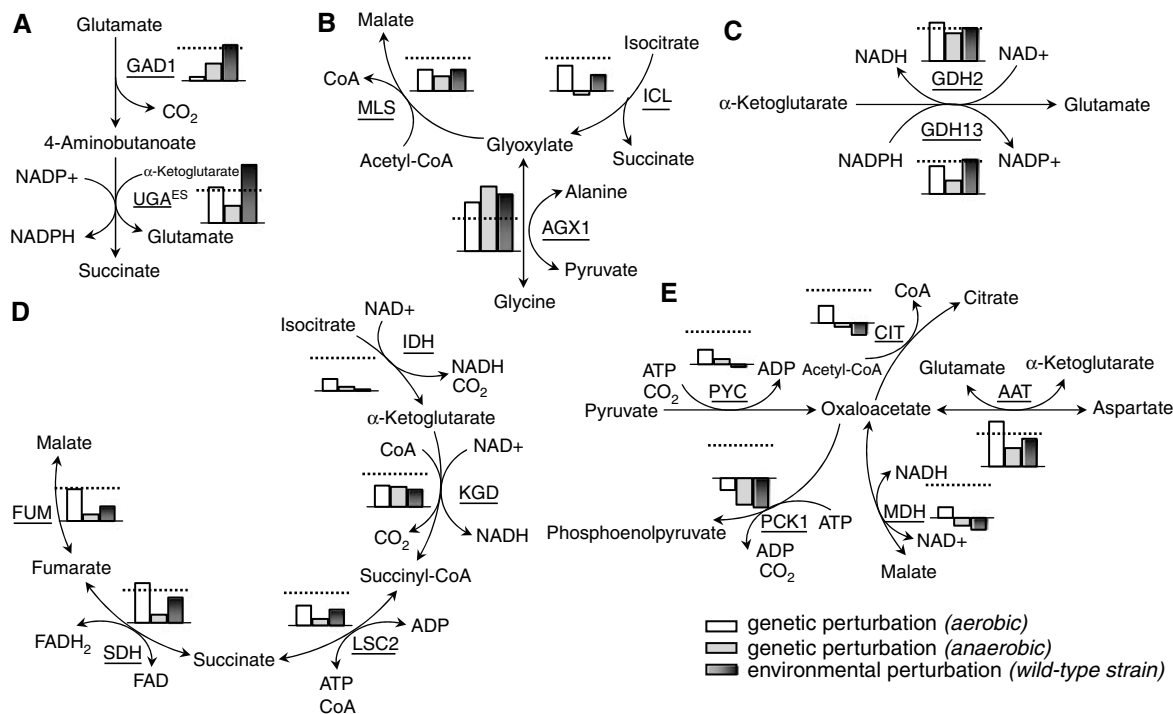 A
Glutamate
GAD1
CO2
4-Aminobutanoate
NADP+
α-Ketoglutarate
UGA^ES
NADPH
Glutamate
Succinate
B
Malate
Isocitrate
CoA
MLS
ICL
Acetyl-CoA
Glyoxylate
Succinate
Alanine
AGX1
Pyruvate
Glycine
C
NADH
NAD+
GDH2
α-Ketoglutarate
Glutamate
GDH13
NADPH
NADP+
D
Isocitrate
NAD+
IDH
NADH
CO2
α-Ketoglutarate
CoA
NAD+
KGD
CO2
NADH
Succinyl-CoA
Malate
FUM
Fumarate
FADH2
SDH
FAD
Succinate
LSC2
ADP
ATP
CoA
E
CoA
Citrate
CIT
Acetyl-CoA
ATP
CO2
ADP
PYC
Pyruvate
Oxaloacetate
Glutamate
α-Ketoglutarate
AAT
Aspartate
NADH
MDH
NAD+
Malate
Phosphoenolpyruvate
PCK1
ATP
ADP
CO2
genetic perturbation (aerobic)
genetic perturbation (anaerobic)
environmental perturbation (wild-type strain)